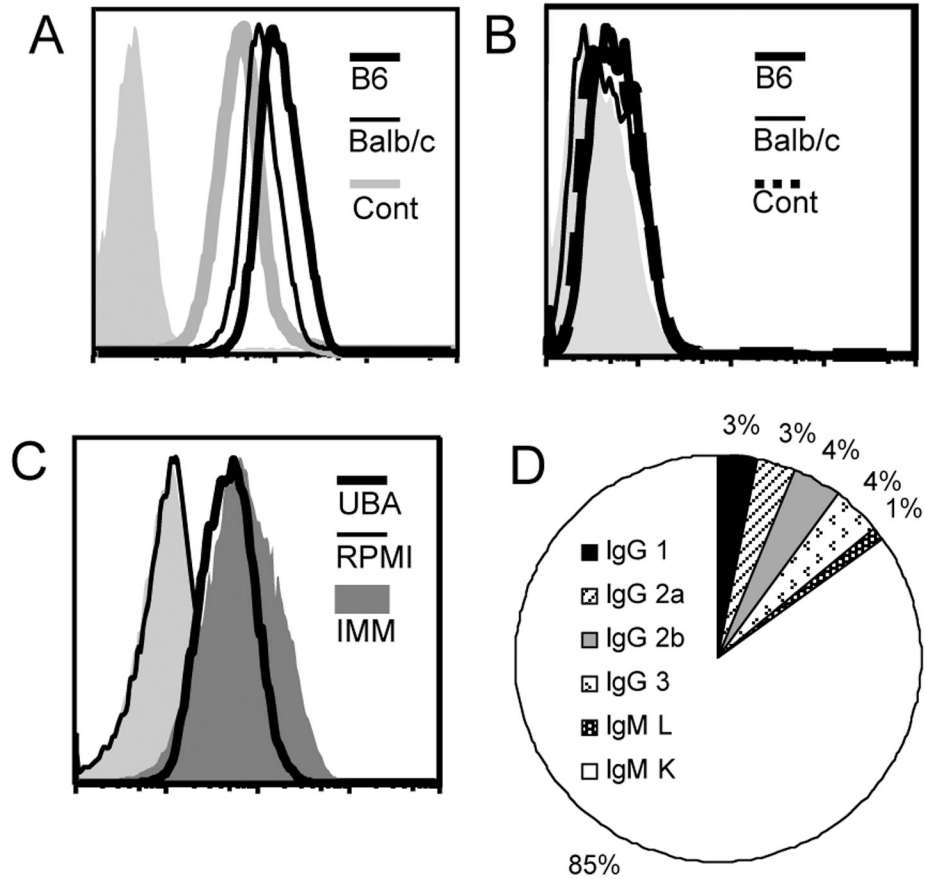 A
B6
Balb/c
Cont
B
B6
Balb/c
Cont
C
UBA
RPMI
IMM
D
3%
3%
4%
4%
1%
IgG 1
IgG 2a
IgG 2b
IgG 3
IgM L
IgM K
85%